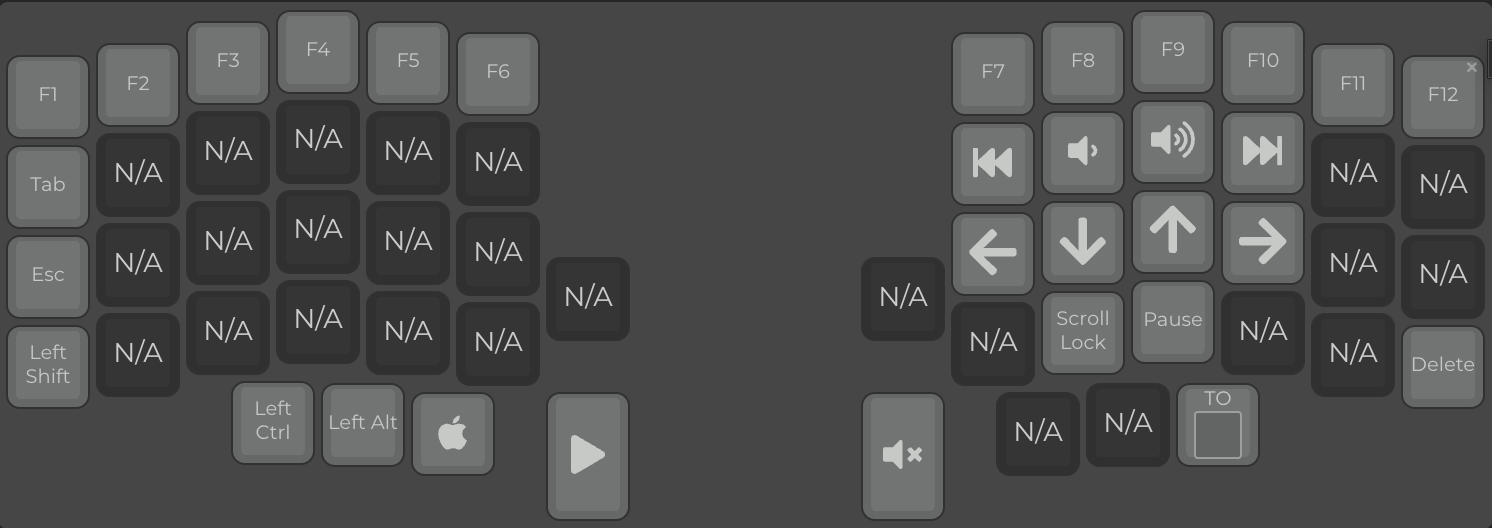 F1
F2
F3
F4
F5
F6
F7
F8
F9
F10
F11
F12
Tab
N/A
N/A
N/A
N/A
N/A
N/A
N/A
Esc
N/A
N/A
N/A
N/A
N/A
N/A
N/A
N/A
N/A
Left
Shift
N/A
N/A
N/A
N/A
N/A
N/A
Scroll
Lock
Pause
N/A
N/A
Delete
Left
Ctrl
Left Alt
N/A
N/A
TO